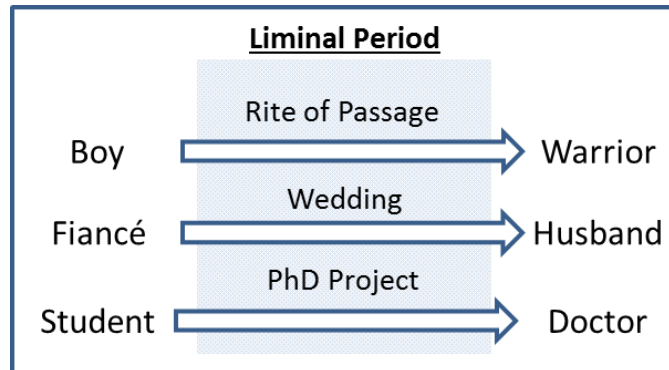 Liminal Period
Rite of Passage
Boy
Warrior
Wedding
Fiancé
Husband
PhD Project
Student
Doctor